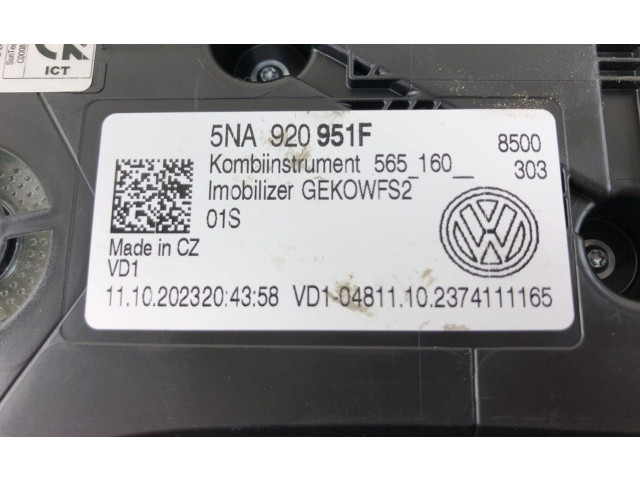 ICT
5NA 920 951F
Kombiinstrument 565_160__
8500
303
Imobilizer GEKOWFS2
01S
Made in CZ
VD1
11.10.202320:43:58 VD1-04811.10.2374111165